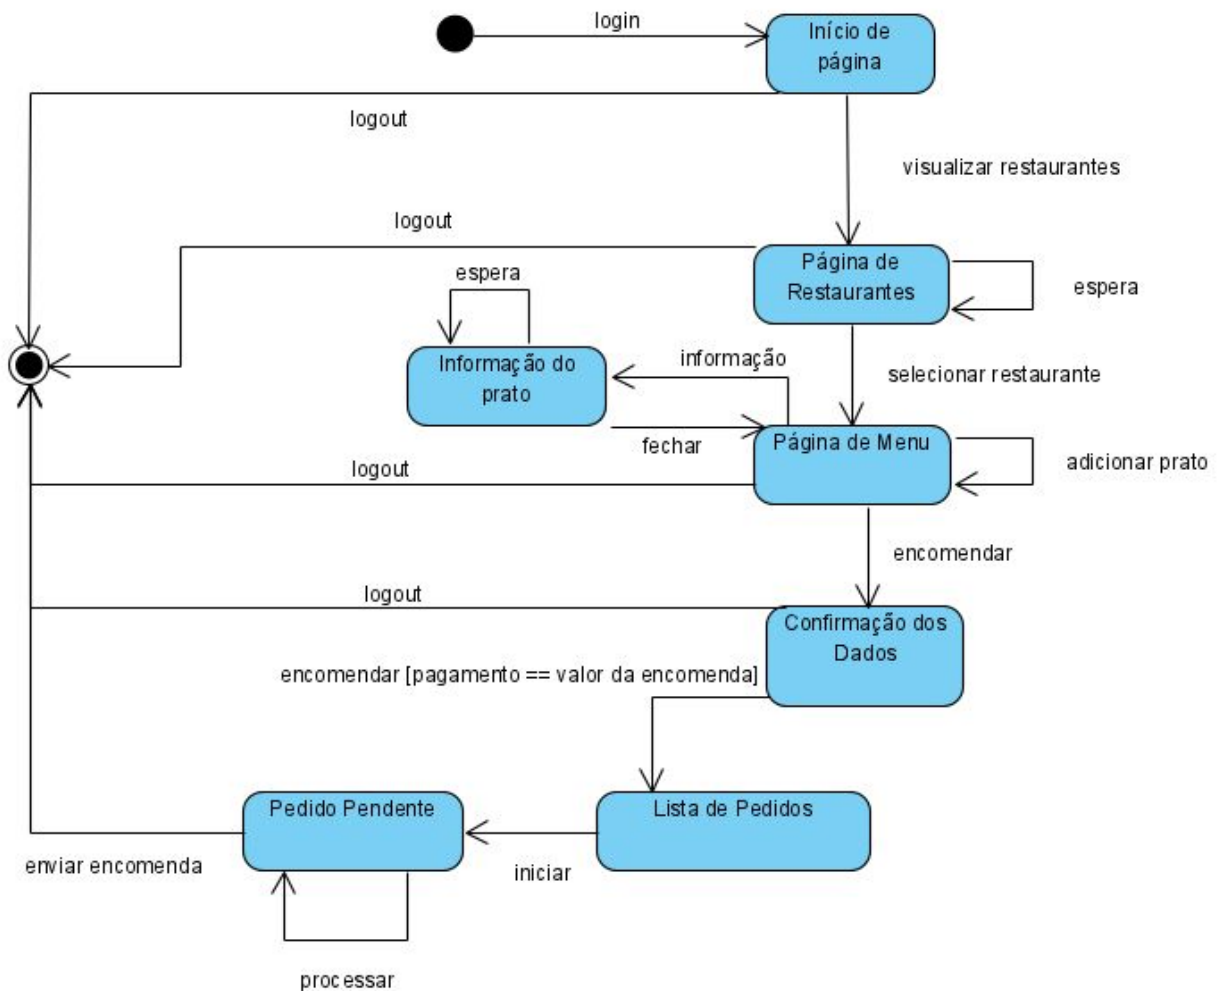 login
Início de
página
logout
visualizar restaurantes
logout
Página de
Restaurantes
espera
espera
Informação do
prato
informação
selecionar restaurante
fechar
Página de Menu
adicionar prato
logout
encomendar
logout
Confirmação dos
Dados
encomendar [pagamento == valor da encomenda]
Pedido Pendente
Lista de Pedidos
enviar encomenda
iniciar
processar